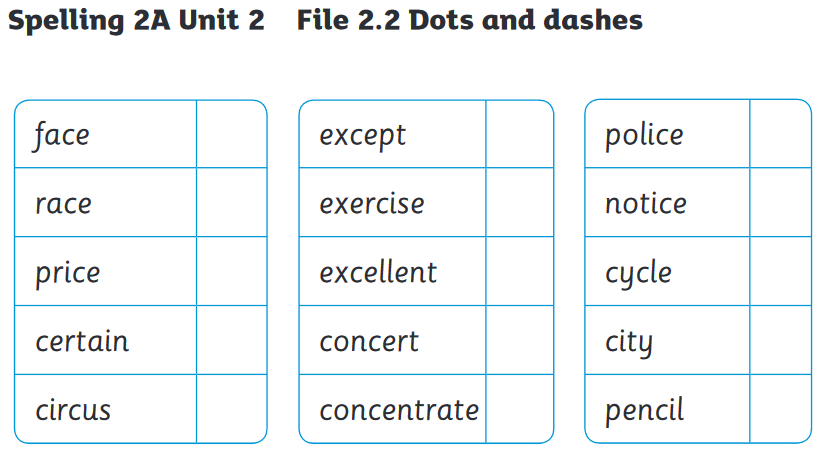 Spelling 2A Unit 2 File 2.2 Dots and dashes
face
race
price
certain
circus
except
exercise
excellent
concert
concentrate
police
notice
cycle
city
pencil